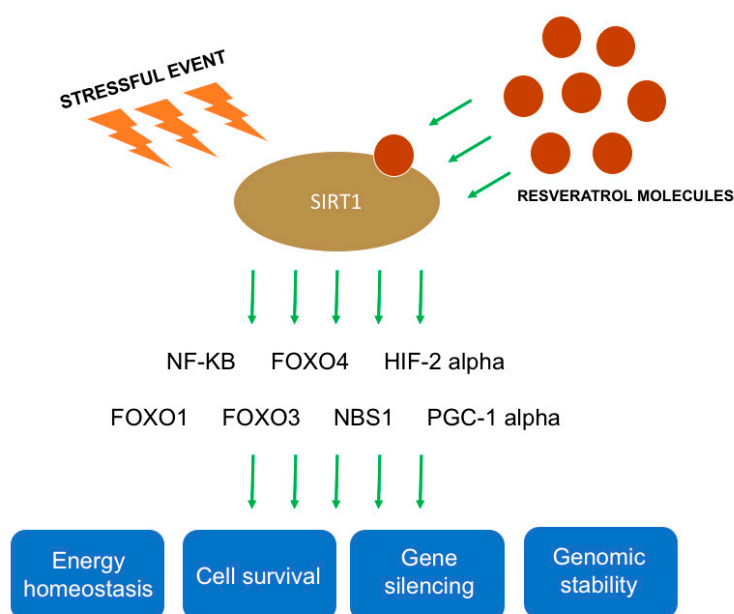 STRESSFUL EVENT
SIRT1
RESVERATROL MOLECULES
NF-KB FOXO4 HIF-2 alpha
FOXO1 FOXO3 NBS1 PGC-1 alpha
Energy
homeostasis
Cell survival
Gene
silencing
Genomic
stability